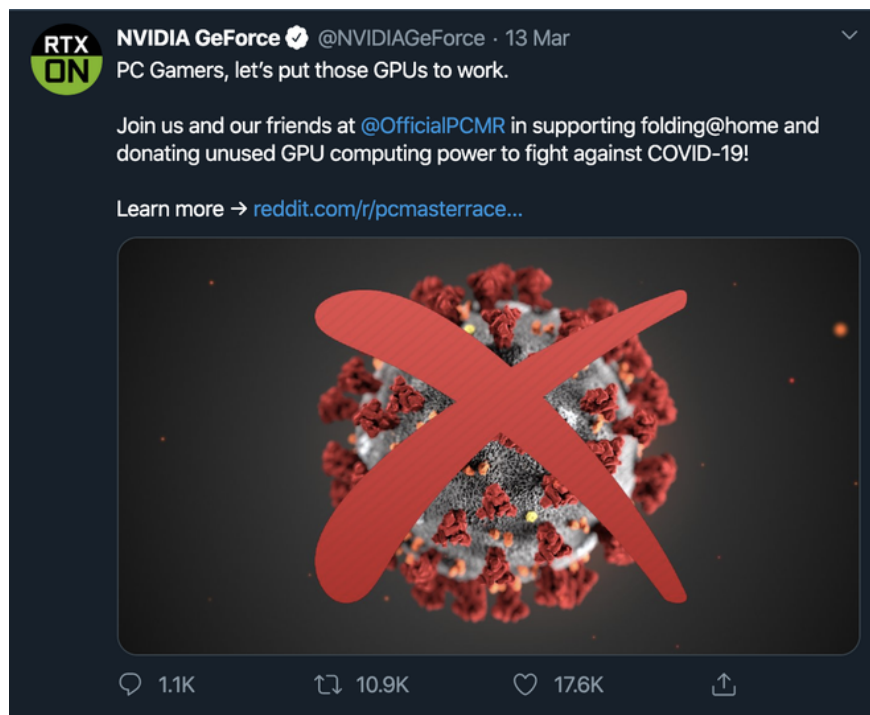 RTX
ON
NVIDIA GeForce @NVIDIAGeForce · 13 Mar
PC Gamers, let's put those GPUs to work.
Join us and our friends at @OfficialPCMR in supporting folding@home and
donating unused GPU computing power to fight against COVID-19!
Learn more → reddit.com/r/pcmasterrace...
1.1K 10.9K 17.6K